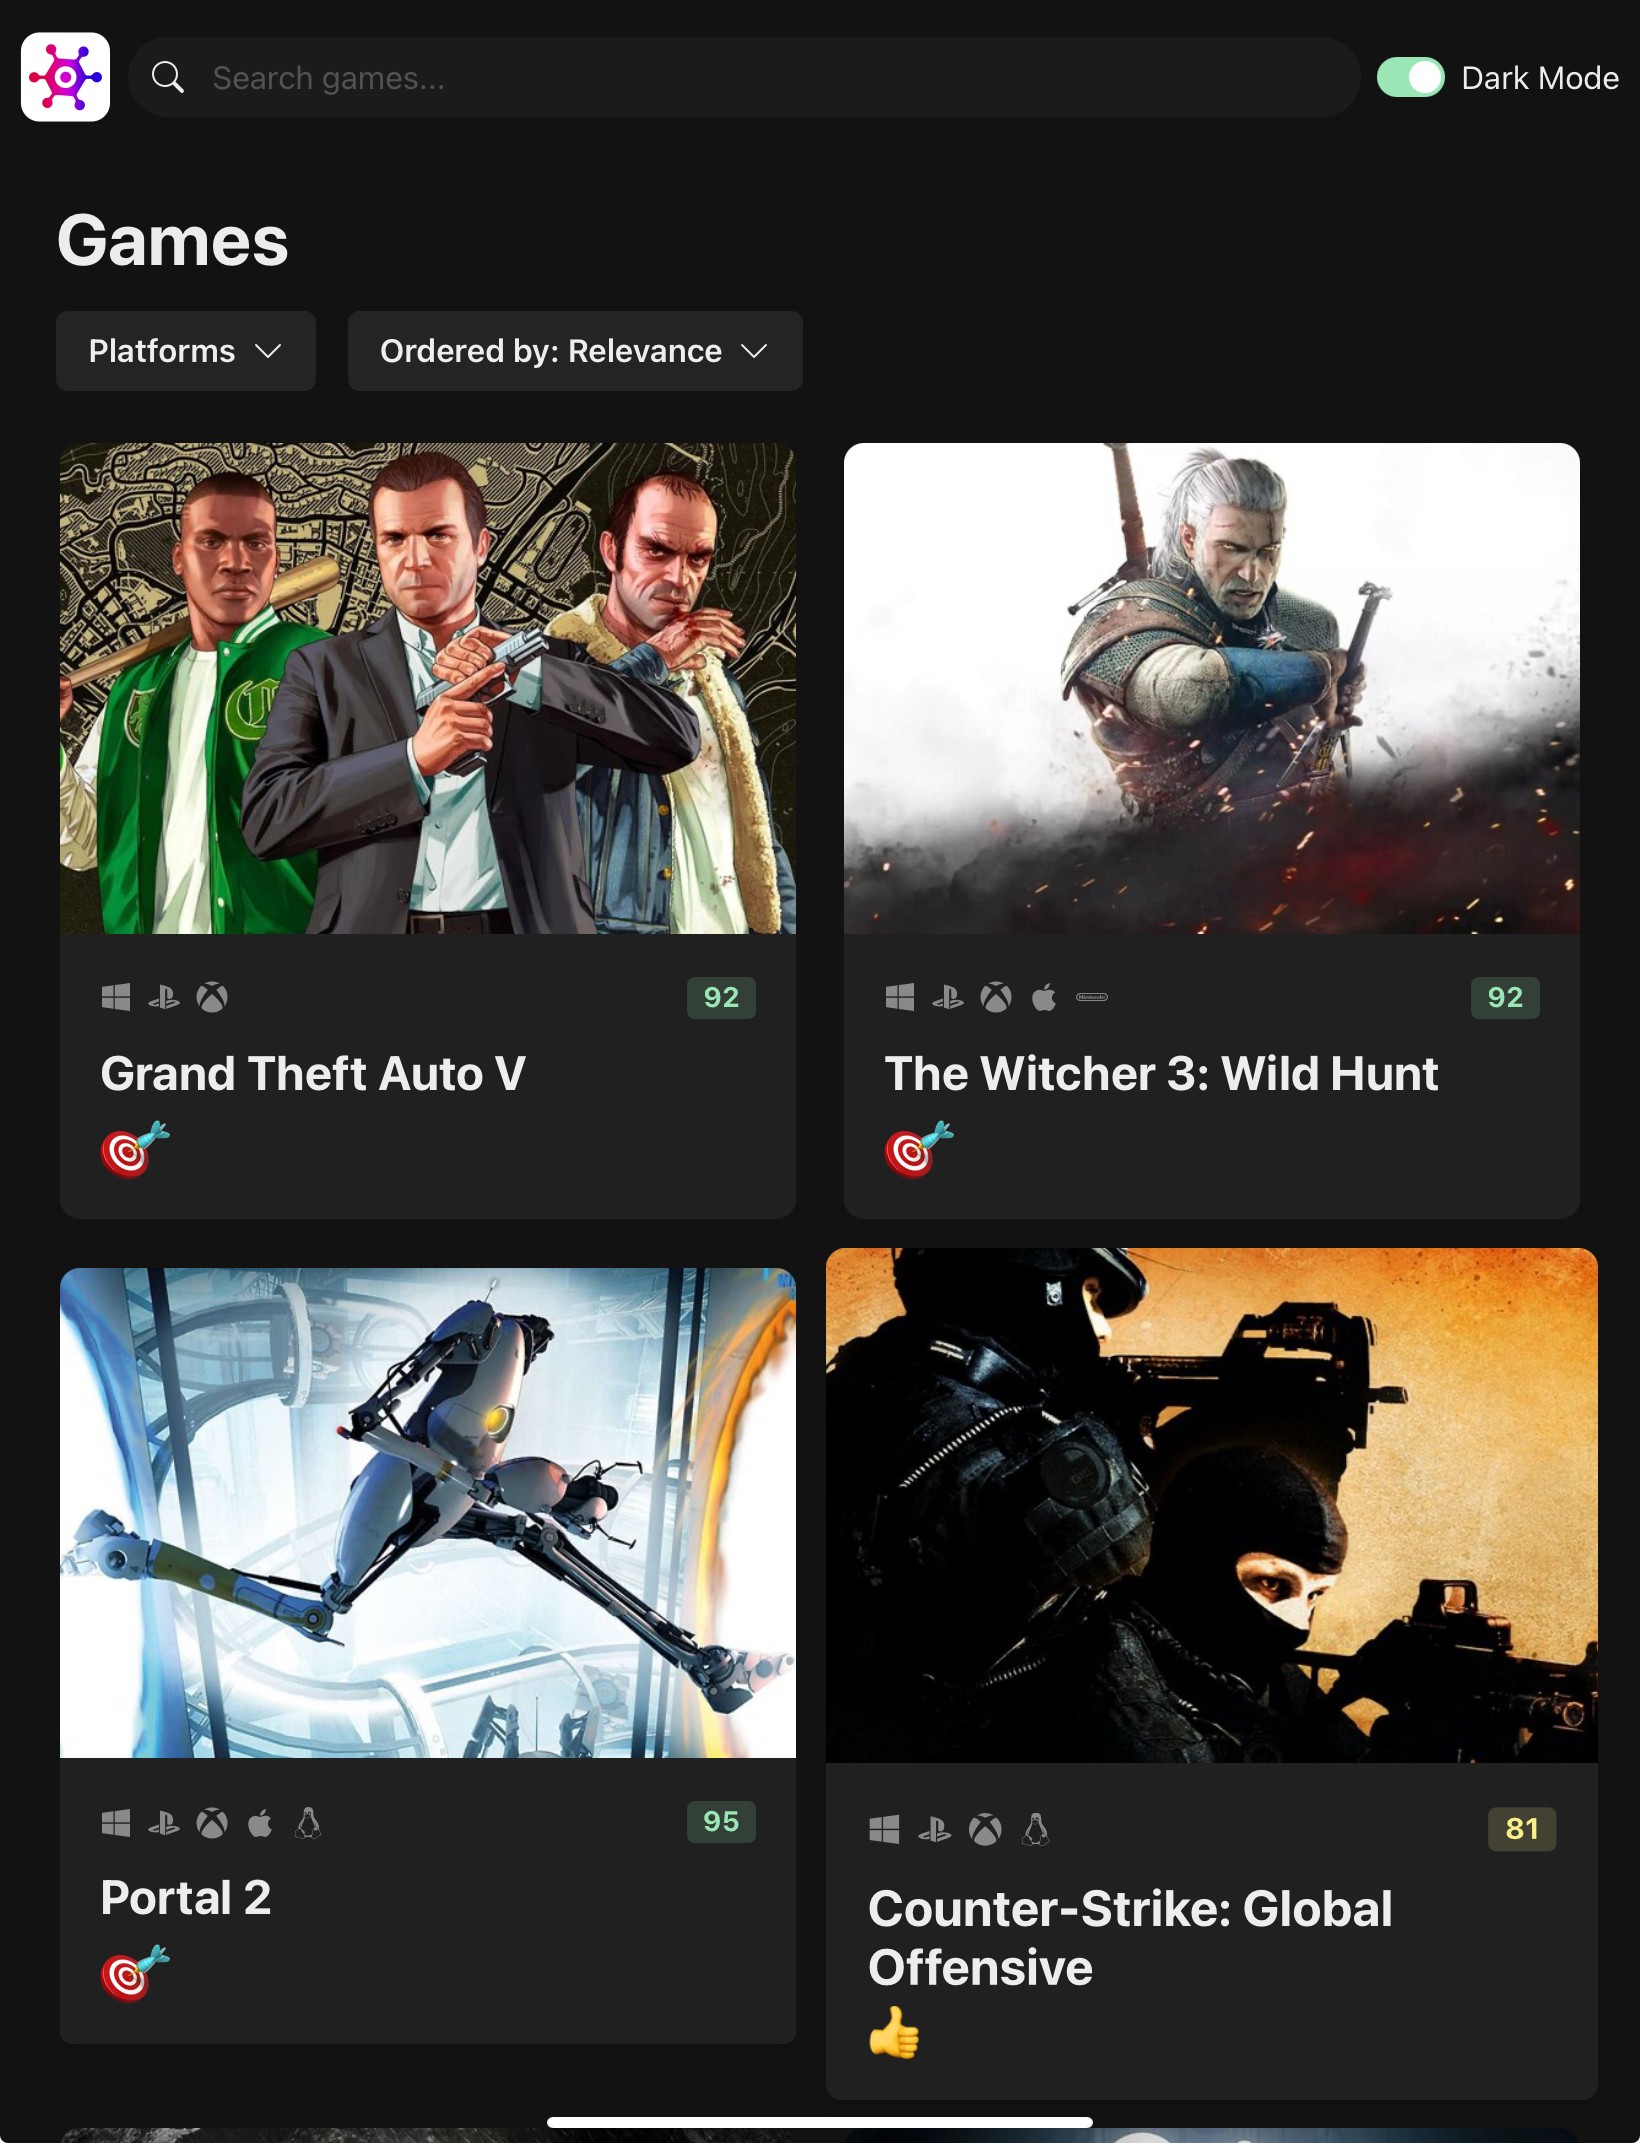 Search games...
Dark Mode
Games
Platforms
Ordered by: Relevance
92
Grand Theft Auto V
Nintendo
92
The Witcher 3: Wild Hunt
95
Portal 2
81
Counter-Strike: Global
Offensive